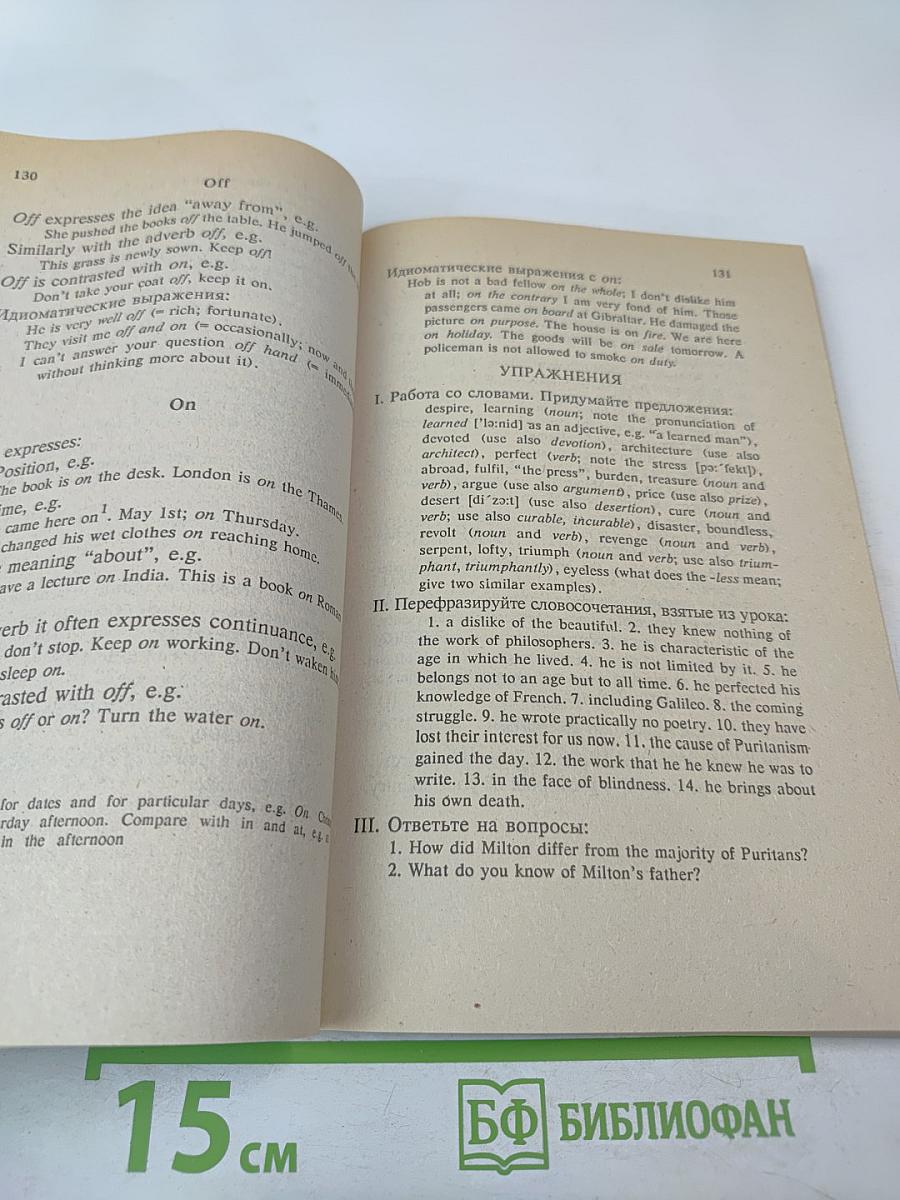 130
Off
Off expresses the idea "away from", e.g.
She pushed the books off the table. He jumped off the
Similarly with the adverb off, e.g.
This grass is newly sown. Keep off!
Off is contrasted with on, e.g.
Don't take your coat off, keep it on.
Идиоматические выражения:
He is very well off (= rich; fortunate).
They visit me off and on (= occasionally; now and
I can't answer your question off hand (=
without thinking more about it).
On
expresses:
Position, e.g.
The book is on the desk. London is on the Thames.
e.g.
came here on¹. May 1st; on Thursday.
changed his wet clothes on reaching home.
meaning "about", e.g.
a lecture on India. This is a book on Roman
it often expresses continuance, e.g.
don't stop. Keep on working. Don't waken
sleep on.
with off, e.g.
off or on? Turn the water on.
for dates and for particular days, e.g. On
afternoon. Compare with in and at, e.g.
in the afternoon
131
Идиоматические выражения с on:
Hob is not a bad fellow on the whole; I don't dislike him
at all; on the contrary I am very fond of him. Those
passengers came on board at Gibraltar. He damaged the
picture on purpose. The house is on fire. We are here
on holiday. The goods will be on sale tomorrow. A
policeman is not allowed to smoke on duty.
УПРАЖНЕНИЯ
I. Работа со словами. Придумайте предложения:
despire, learning (noun; note the pronunciation of
learned ['lə:nid] as an adjective, e.g. "a learned man"),
devoted (use also devotion), architecture (use also
architect), perfect (verb; note the stress [pə:´fekt]),
abroad, fulfil, "the press", burden, treasure (noun and
verb), argue (use also argument), price (use also prize),
desert [di´zə:t] (use also desertion), cure (noun and
verb; use also curable, incurable), disaster, boundless,
revolt (noun and verb), revenge (noun and verb),
serpent, lofty, triumph (noun and verb; use also trium-
phant, triumphantly), eyeless (what does the -less mean;
give two similar examples).
II. Перефразируйте словосочетания, взятые из урока:
1. a dislike of the beautiful. 2. they knew nothing of
the work of philosophers. 3. he is characteristic of the
age in which he lived. 4. he is not limited by it. 5. he
belongs not to an age but to all time. 6. he perfected his
knowledge of French. 7. including Galileo. 8. the coming
struggle. 9. he wrote practically no poetry. 10. they have
lost their interest for us now. 11. the cause of Puritanism
gained the day. 12. the work that he he knew he was to
write. 13. in the face of blindness. 14. he brings about
his own death.
III. Ответьте на вопросы:
1. How did Milton differ from the majority of Puritans?
2. What do you know of Milton's father?
15 см
БФ БИБЛИОФАН